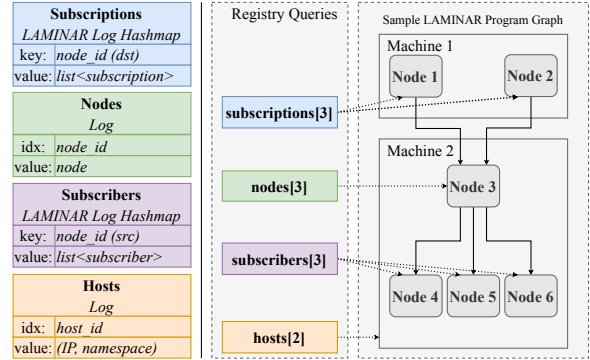 Subscriptions
LAMINAR Log Hashmap
key: node_id (dst)
value: list<subscription>
Nodes
Log
idx: node_id
value: node
Subscribers
LAMINAR Log Hashmap
key: node_id (src)
value: list<subscriber>
Hosts
Log
idx: host_id
value: (IP, namespace)
Registry Queries
subscriptions[3]
nodes[3]
subscribers[3]
hosts[2]
Sample LAMINAR Program Graph
Machine 1
Node 1
Node 2
Machine 2
Node 3
Node 4
Node 5
Node 6